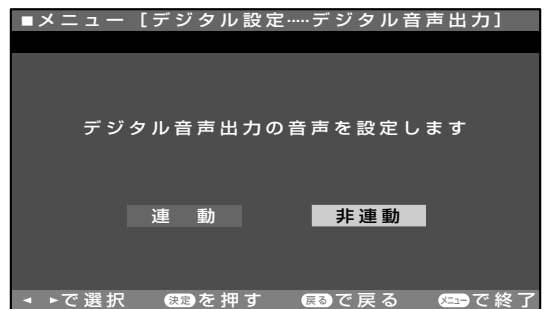 ■メニュー [デジタル設定……デジタル音声出力]
デジタル音声出力の音声を設定します
連 動 非連動
◄ ►で選択 決定を押す 戻るで戻る メニューで終了